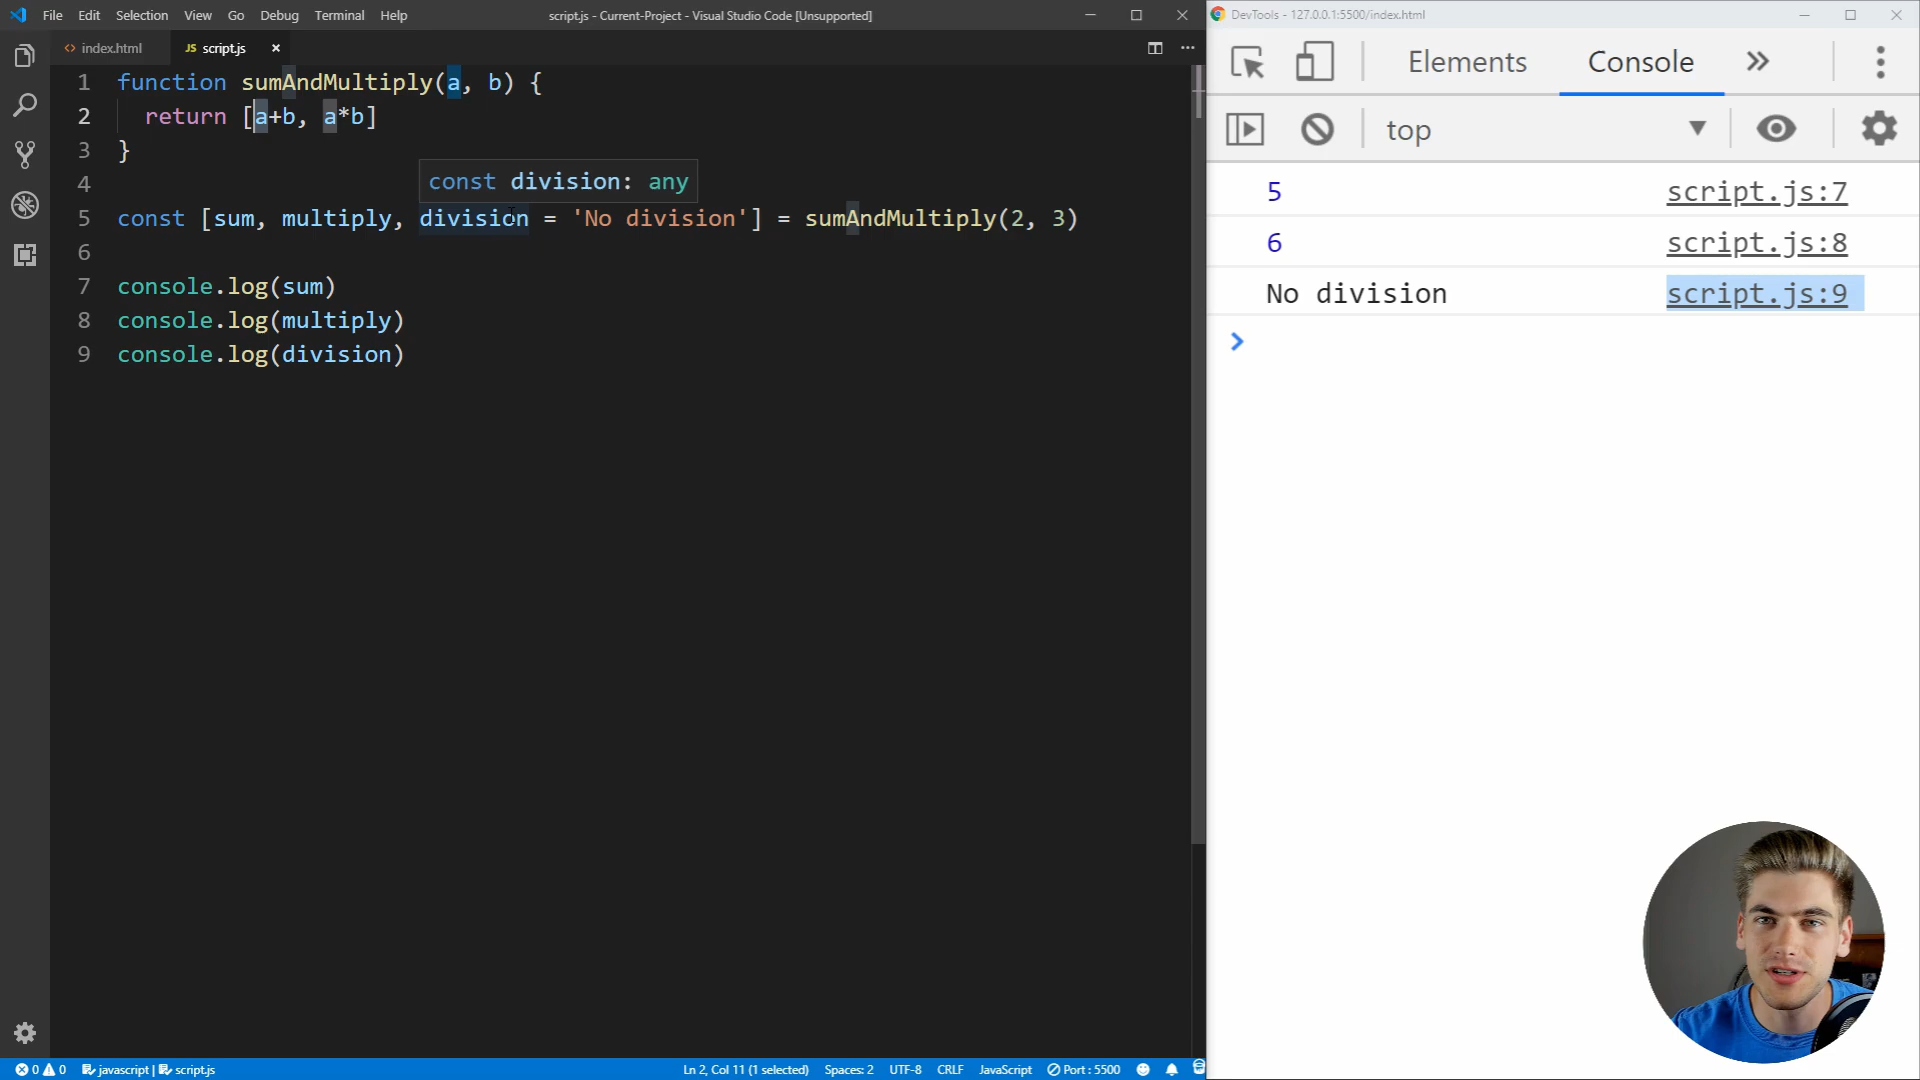 File Edit Selection View Go Debug Terminal Help
script.js - Current-Project - Visual Studio Code [Unsupported]
index.html
JS script.js
1 function sumAndMultiply(a, b) {
2 return [a+b, a*b]
3 }
const division: any
4
5 const [sum, multiply, division = 'No division'] = sumAndMultiply(2, 3)
6
7 console.log(sum)
8 console.log(multiply)
9 console.log(division)
0 0 javascript | script.js
Ln 2, Col 11 (1 selected) Spaces: 2 UTF-8 CRLF JavaScript Port : 5500
DevTools - 127.0.0.1:5500/index.html
Elements Console
top
5 script.js:7
6 script.js:8
No division script.js:9